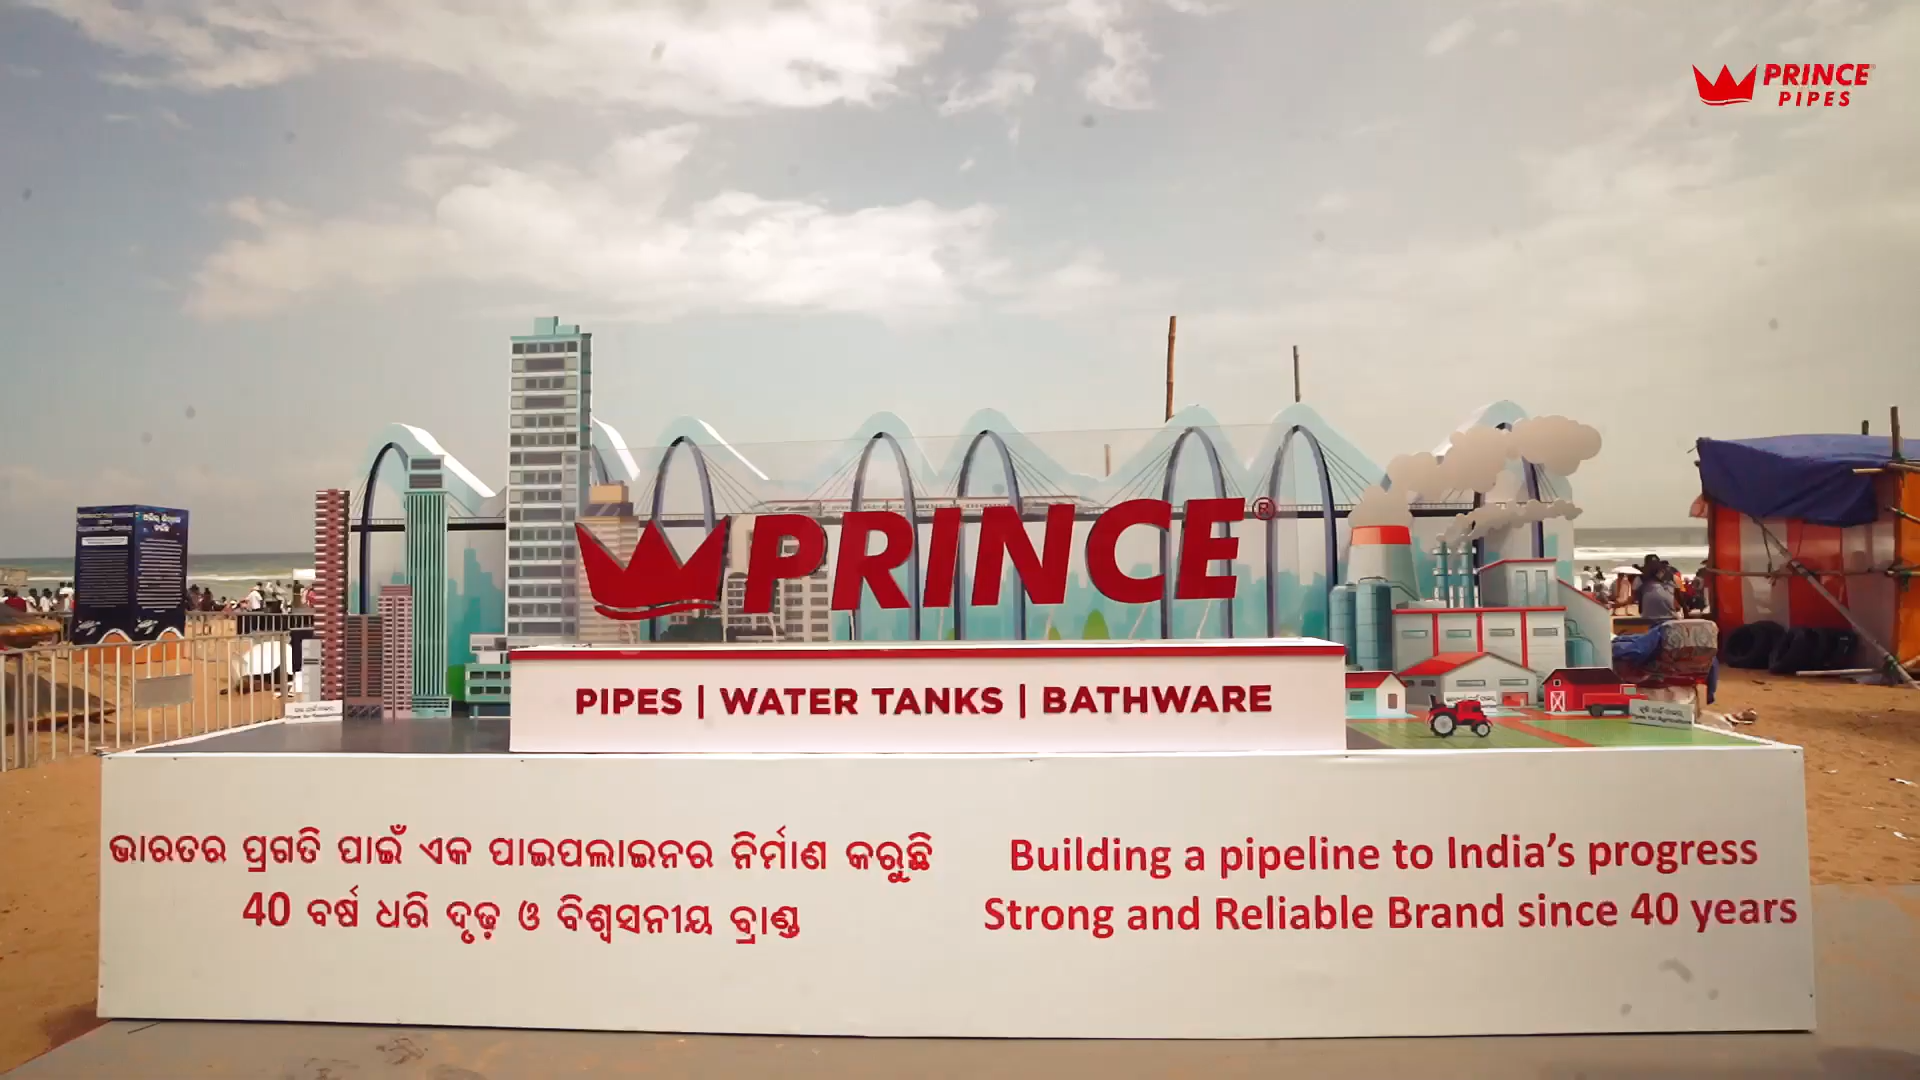 PRINCE
PIPES
PRINCE®
PIPES | WATER TANKS | BATHWARE
ଭାରତର ପ୍ରଗତି ପାଇଁ ଏକ ପାଇପଲାଇନର ନିର୍ମାଣ କରୁଛି
40 ବର୍ଷ ଧରି ଦୃଢ଼ ଓ ବିଶ୍ୱସନୀୟ ବ୍ରାଣ୍ଡ
Building a pipeline to India's progress
Strong and Reliable Brand since 40 years